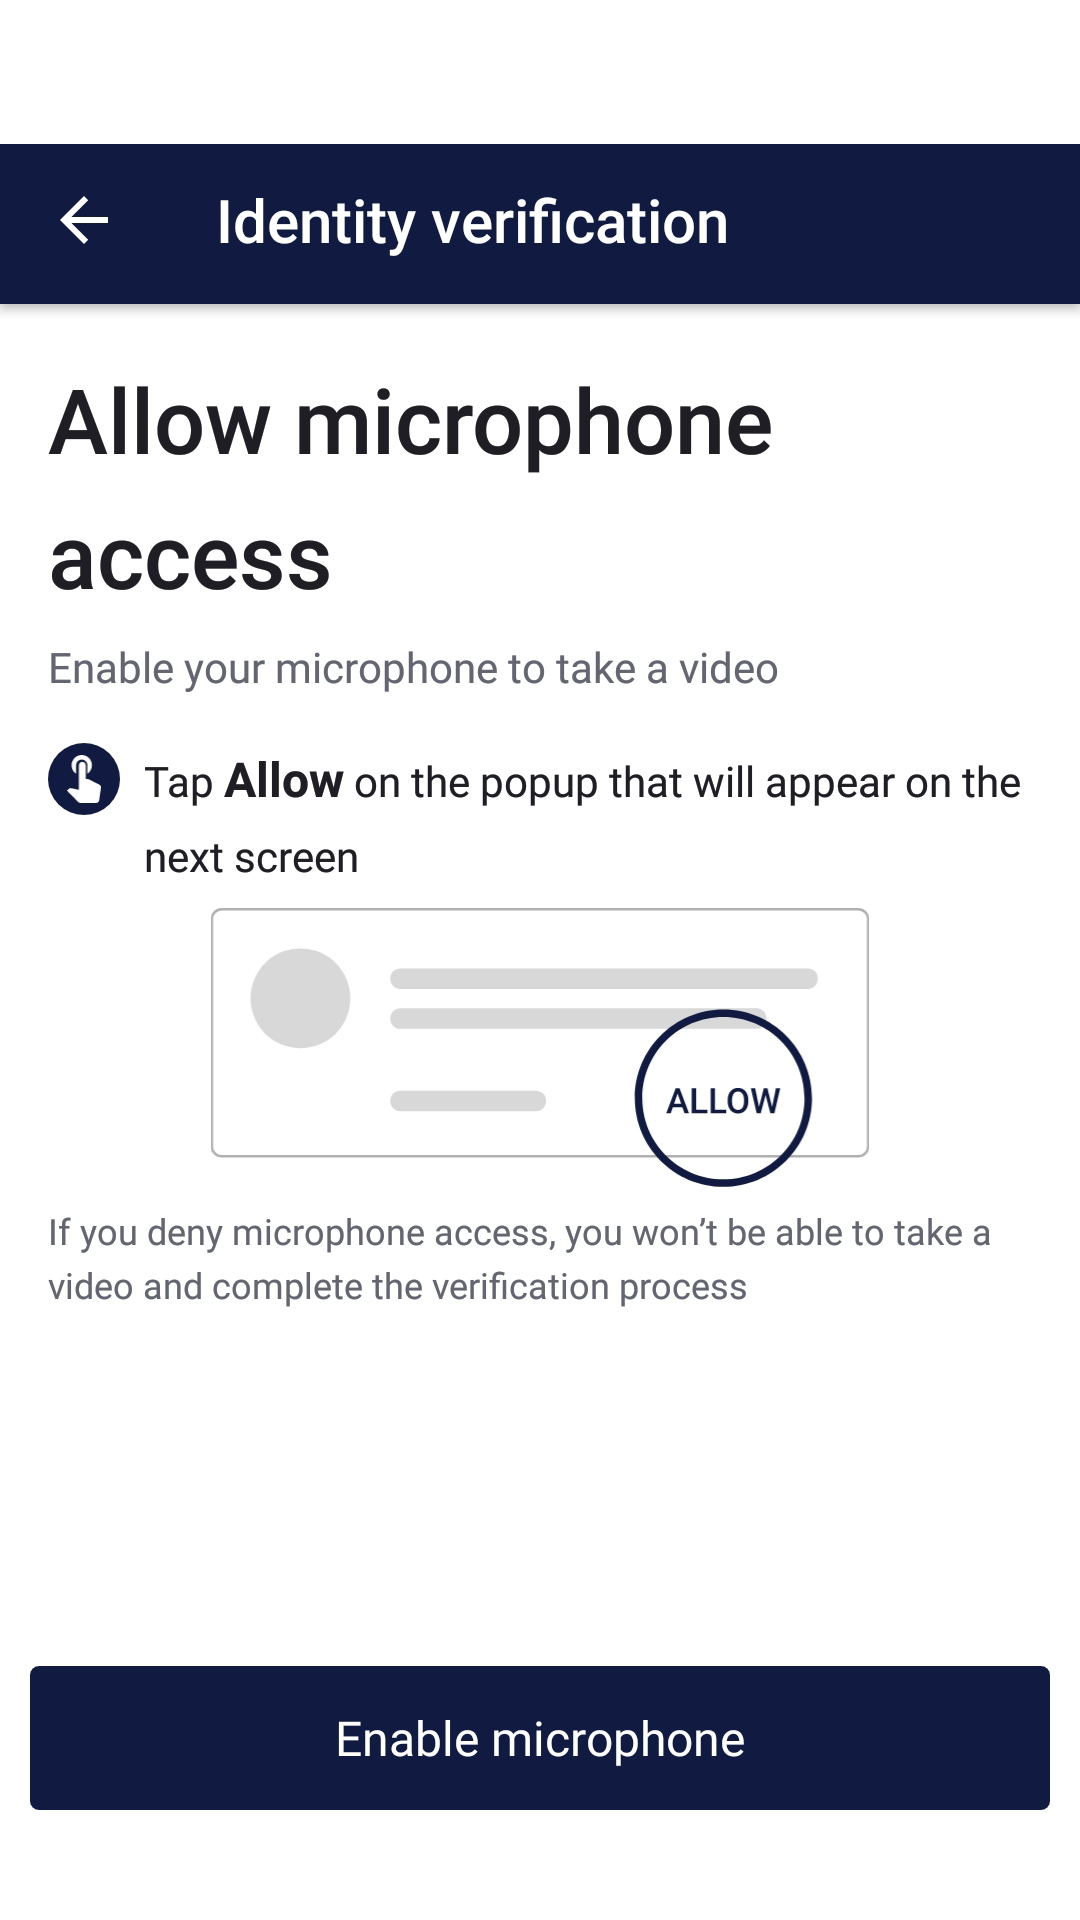 Identity verification
Allow microphone
access
Enable your microphone to take a video
Tap Allow on the popup that will appear on the
next screen
ALLOW
If you deny microphone access, you won’t be able to take a
video and complete the verification process
Enable microphone